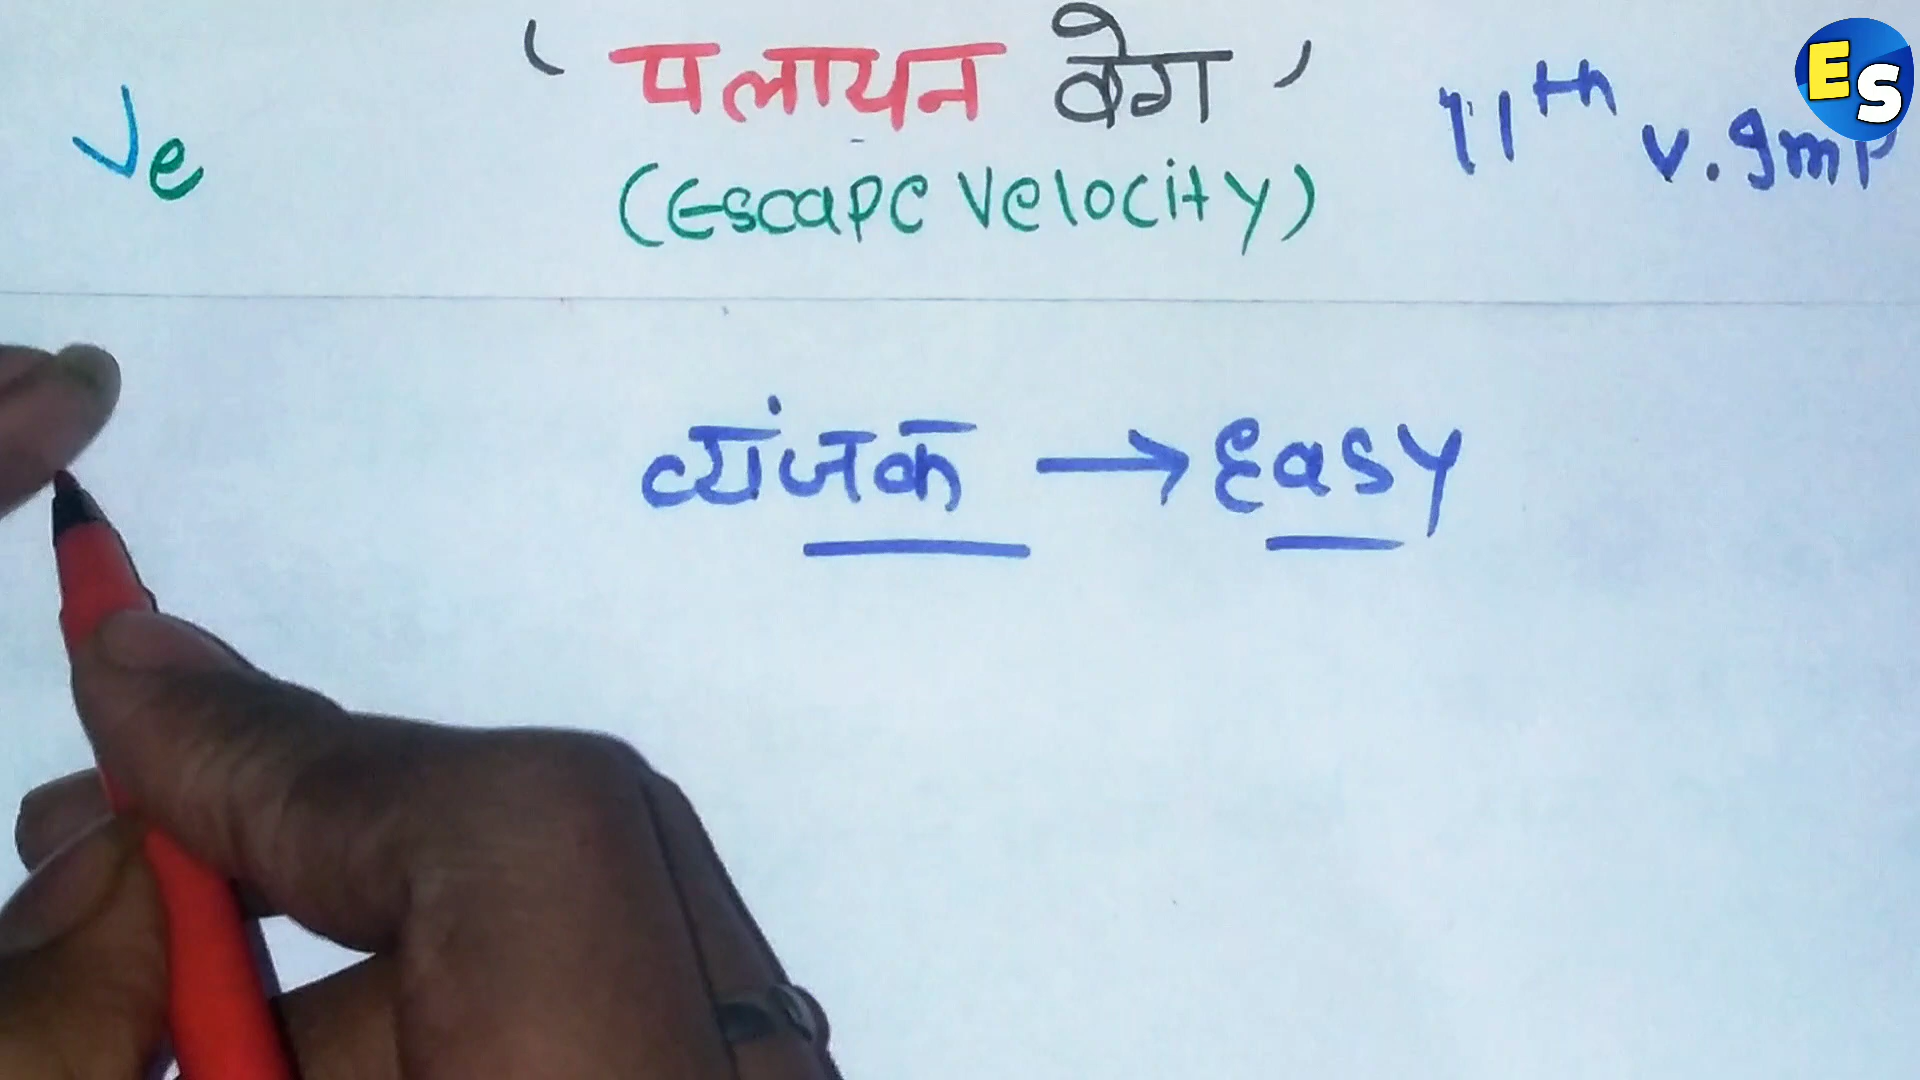 ' पलायन वेग '
Ve
(Escape Velocity)
11th v. Imp
ES
व्यंजक → Easy